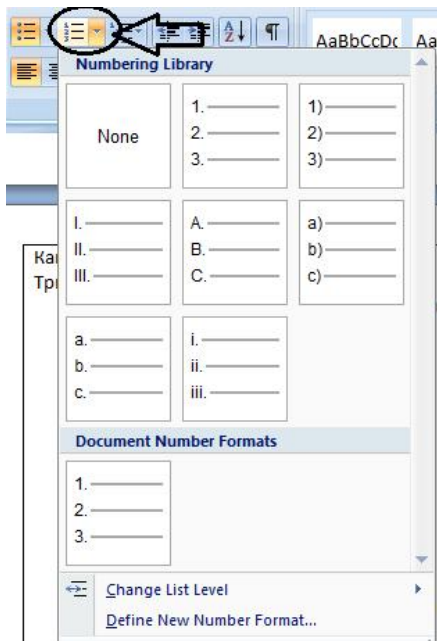 AaBbCcDc Aa
Numbering Library
None
1.
2.
3.
1)
2)
3)
I.
II.
III.
A.
B.
C.
a)
b)
c)
a.
b.
c.
i.
ii.
iii.
Document Number Formats
1.
2.
3.
Change List Level
Define New Number Format...